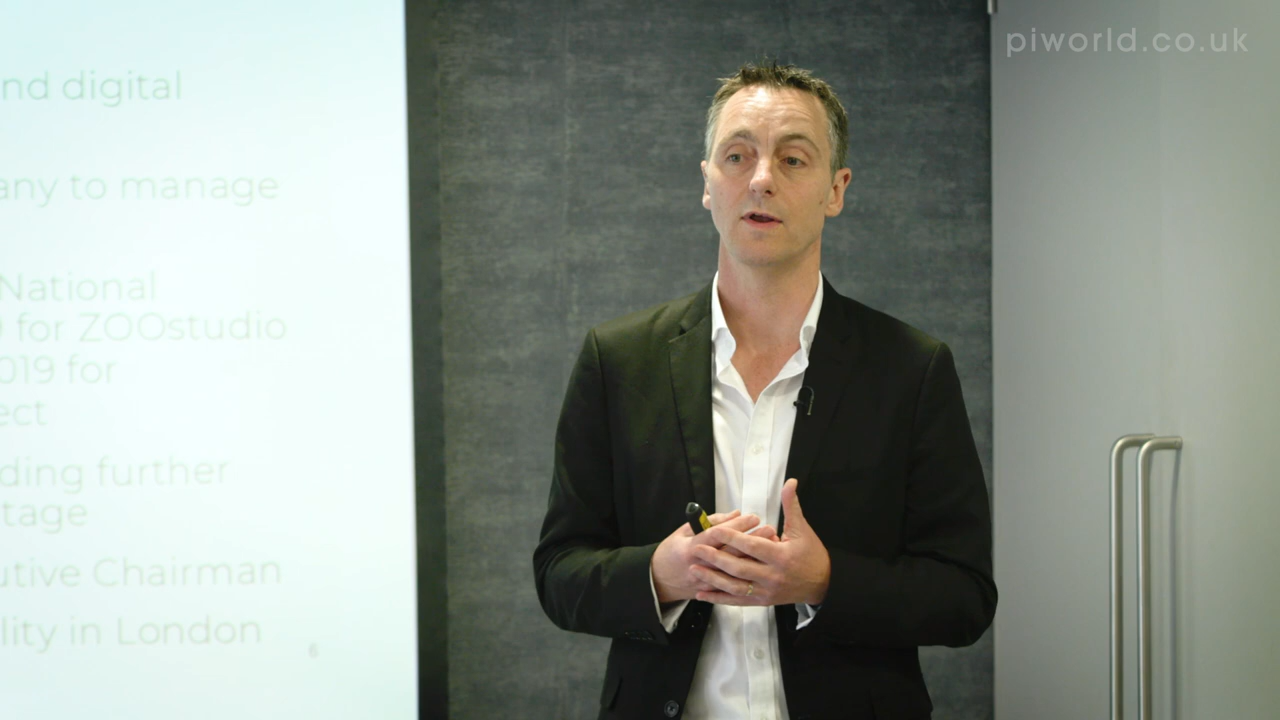 piworld.co.uk
nd digital
any to manage
National
for ZOOstudio
019 for
ect
ding further
tage
utive Chairman
lity in London
6